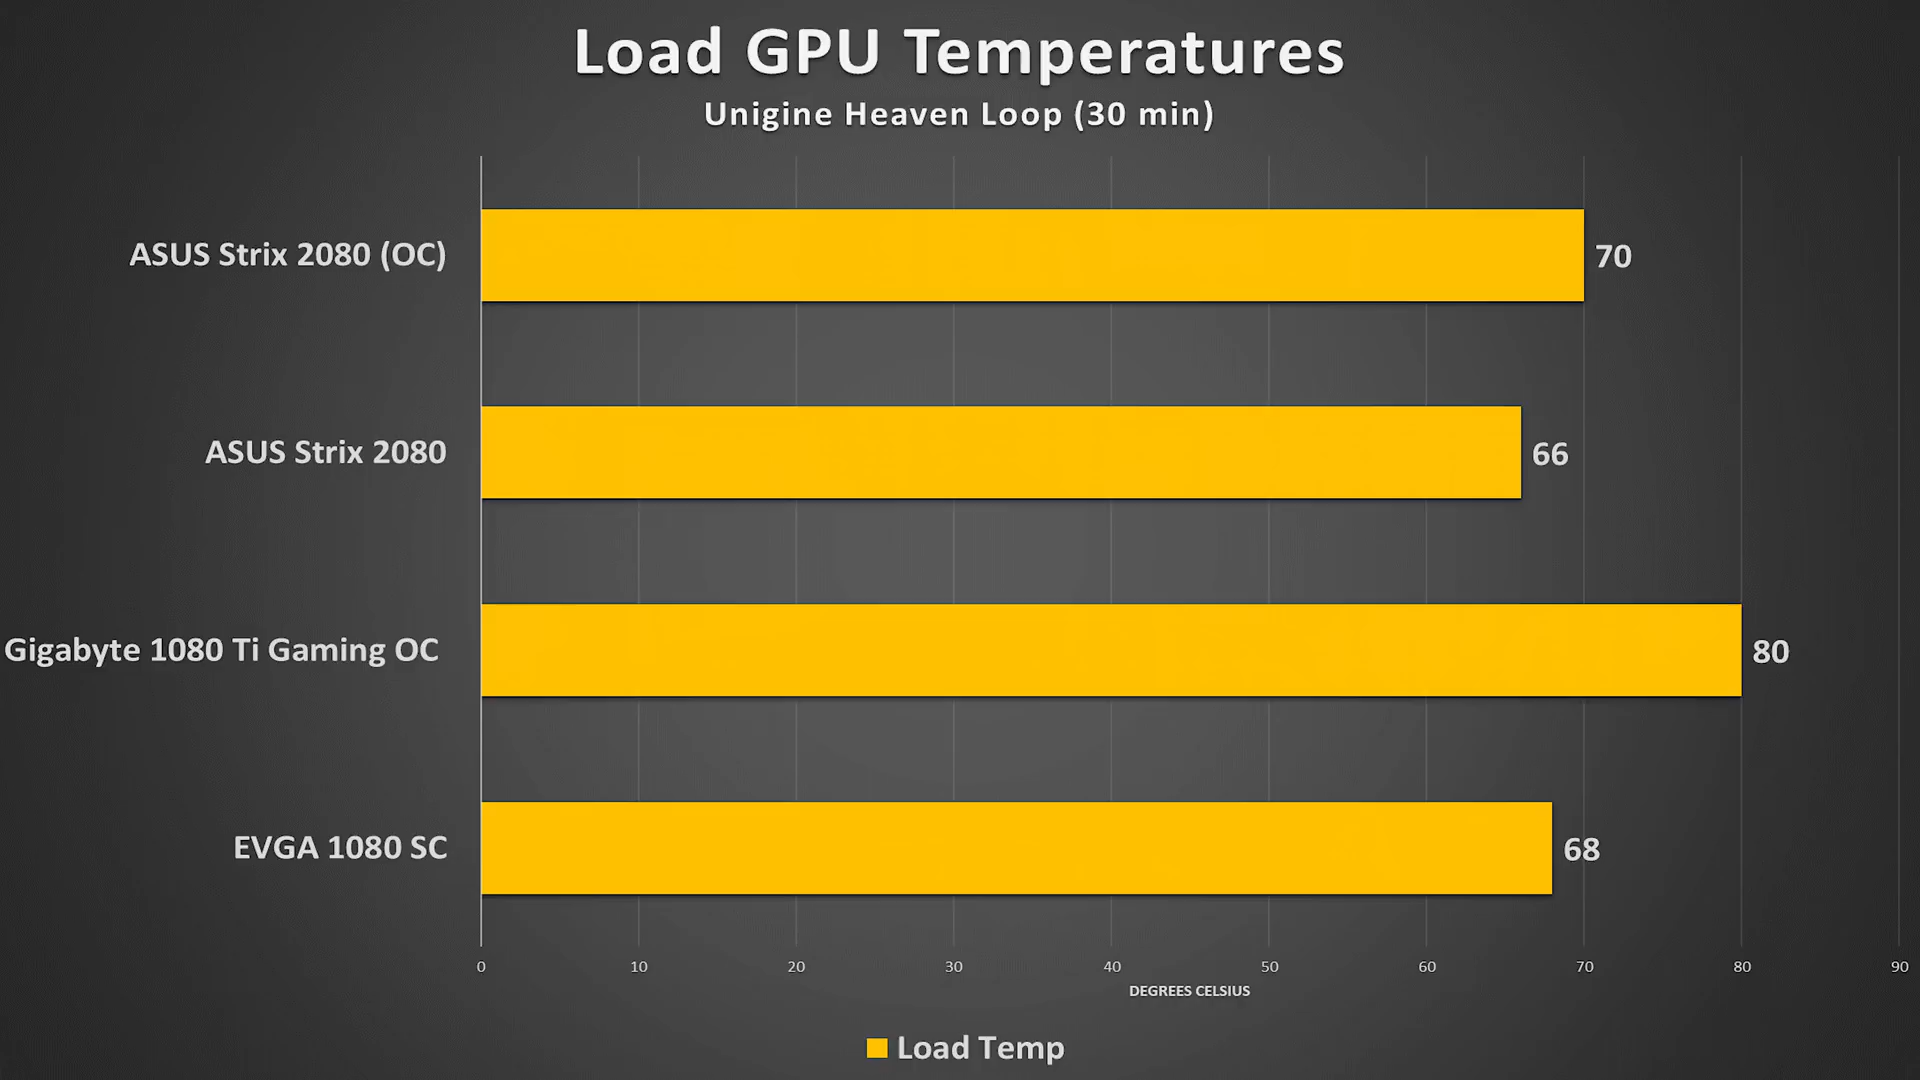 Load GPU Temperatures
Unigine Heaven Loop (30 min)
ASUS Strix 2080 (OC)
70
ASUS Strix 2080
66
Gigabyte 1080 Ti Gaming OC
80
EVGA 1080 SC
68
0 10 20 30 40 50 60 70 80 90
DEGREES CELSIUS
Load Temp